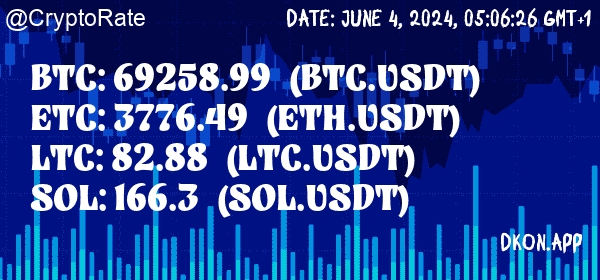 @CryptoRate
DATE: JUNE 4, 2024, 05:06:26 GMT+1
BTC: 69258.99 (BTC.USDT)
ETC: 3776.49 (ETH.USDT)
LTC: 82.88 (LTC.USDT)
SOL: 166.3 (SOL.USDT)
DKON.APP